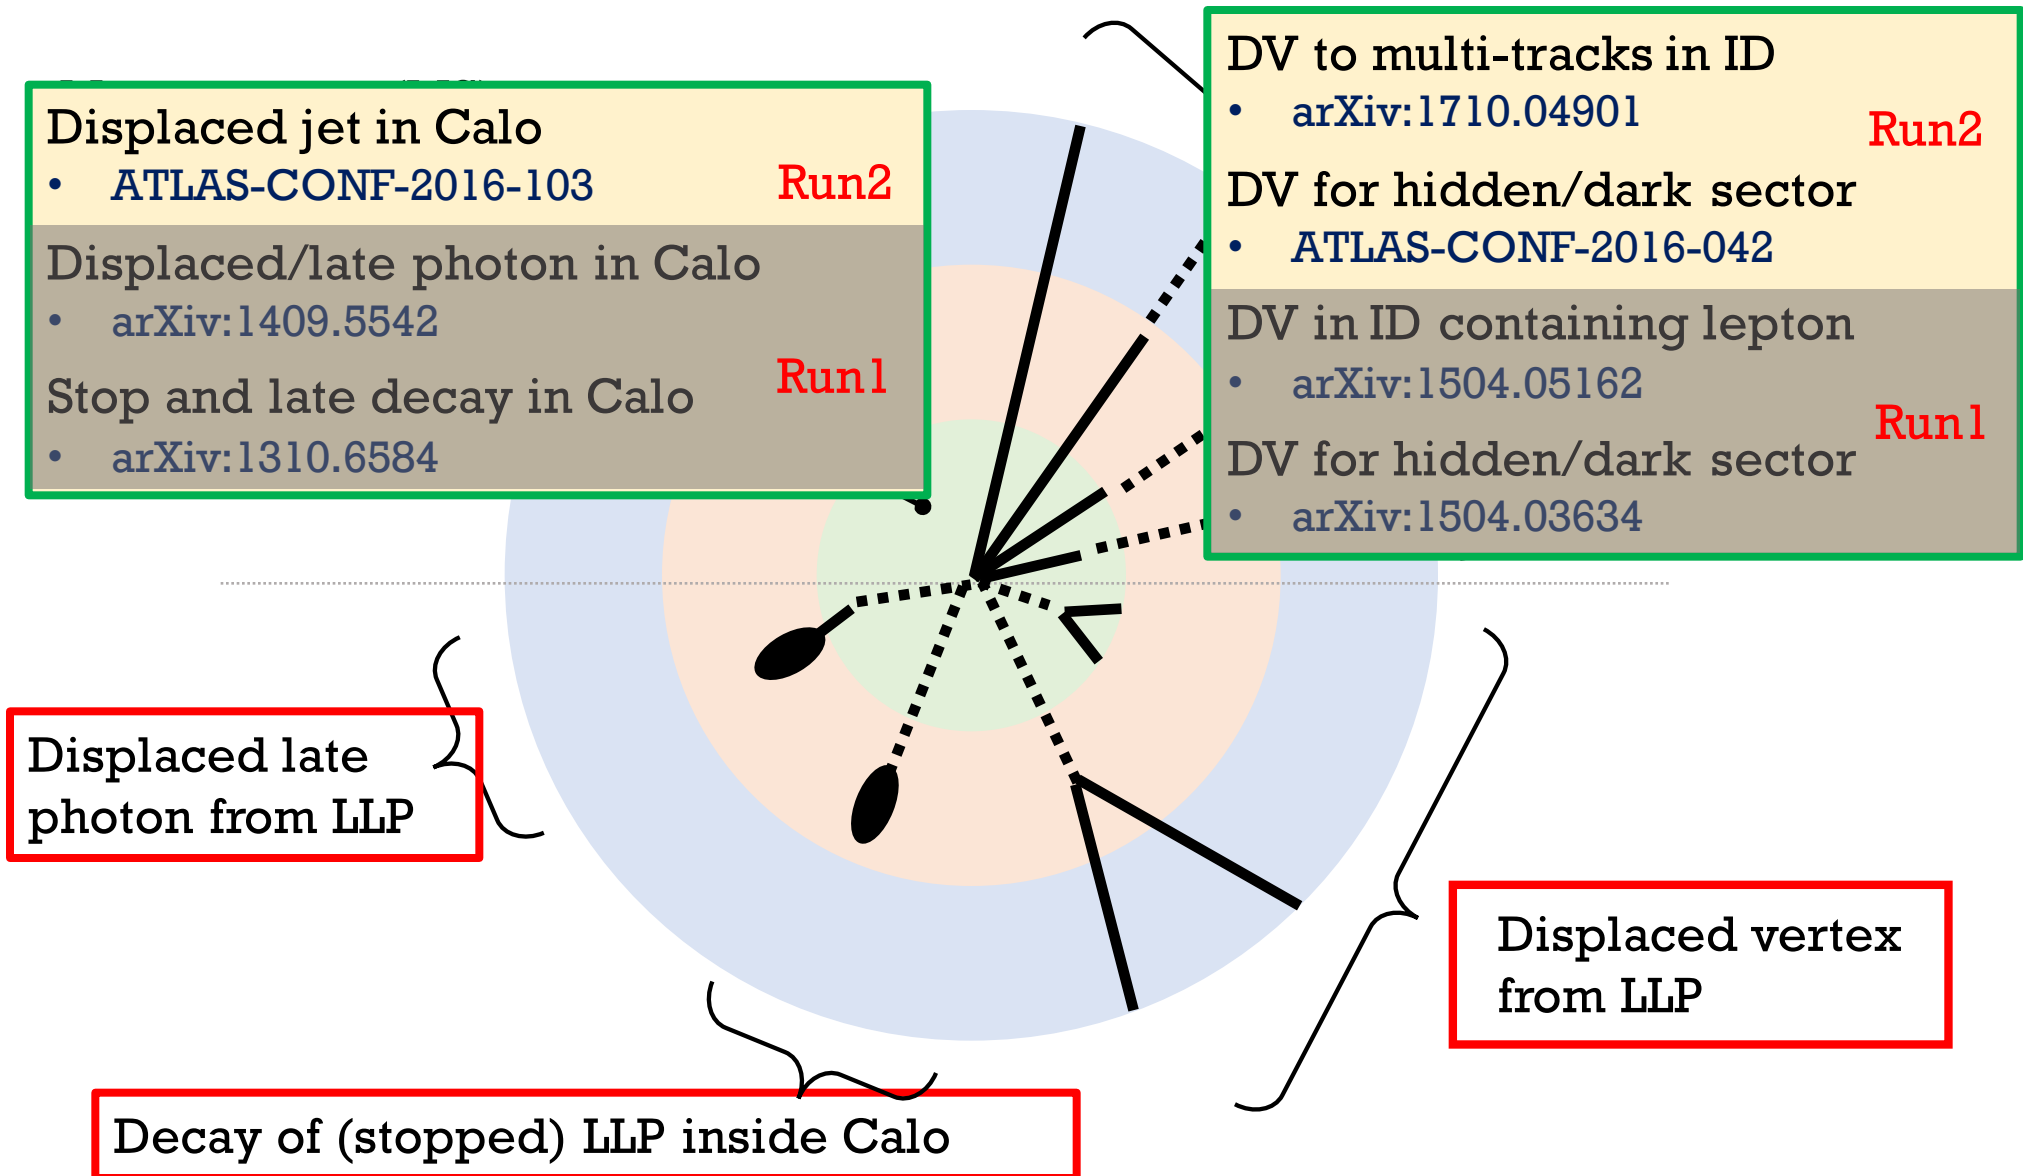 DV to multi-tracks in ID
• arXiv:1710.04901
Run2
DV for hidden/dark sector
• ATLAS-CONF-2016-042
DV in ID containing lepton
• arXiv:1504.05162
Run1
DV for hidden/dark sector
• arXiv:1504.03634
Displaced jet in Calo
• ATLAS-CONF-2016-103
Run2
Displaced/late photon in Calo
• arXiv:1409.5542
Run1
Stop and late decay in Calo
• arXiv:1310.6584
Displaced late
photon from LLP
Displaced vertex
from LLP
Decay of (stopped) LLP inside Calo